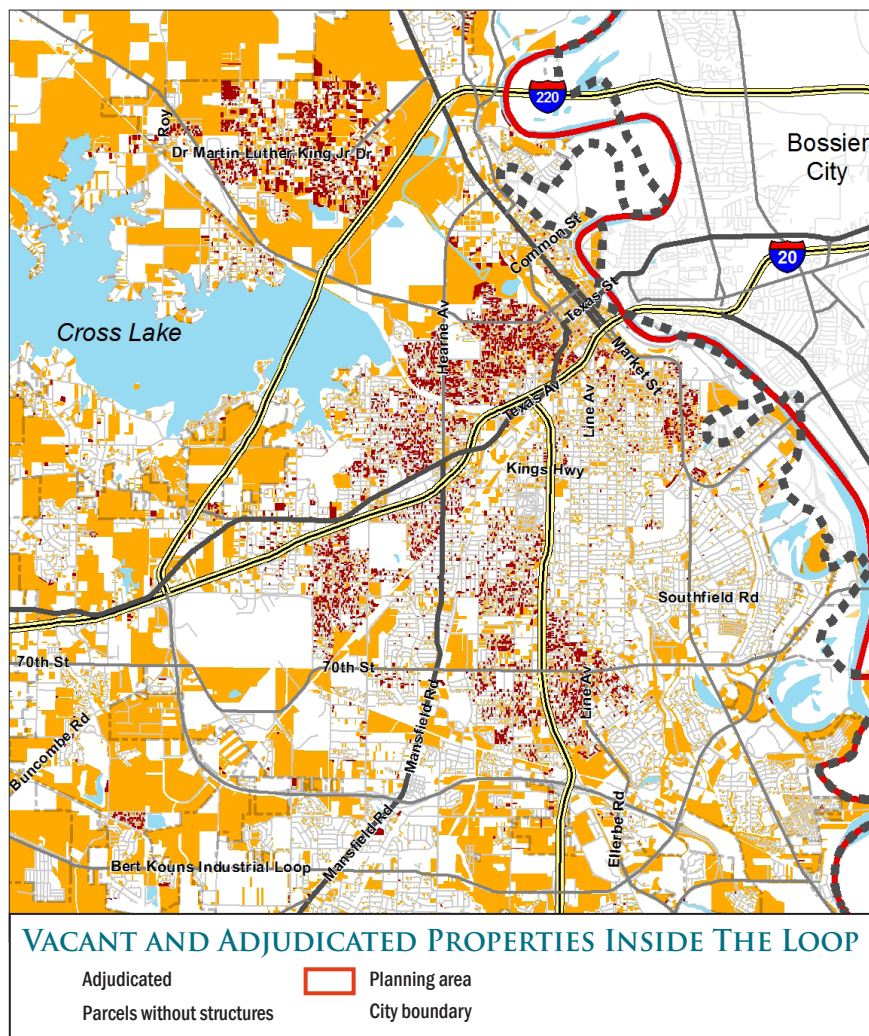 220
Bossier
City
Roy
Dr Martin Luther King Jr Dr
Common St
20
Cross Lake
Hearne Av
Texas St
Market St
Texas Av
Line Av
Kings Hwy
Southfield Rd
70th St
70th St
Line Av
Mansfield Rd
Buncombe Rd
Mansfield Rd
Ellerbe Rd
Bert Kouns Industrial Loop
VACANT AND ADJUDICATED PROPERTIES INSIDE THE LOOP
Adjudicated
Planning area
Parcels without structures
City boundary